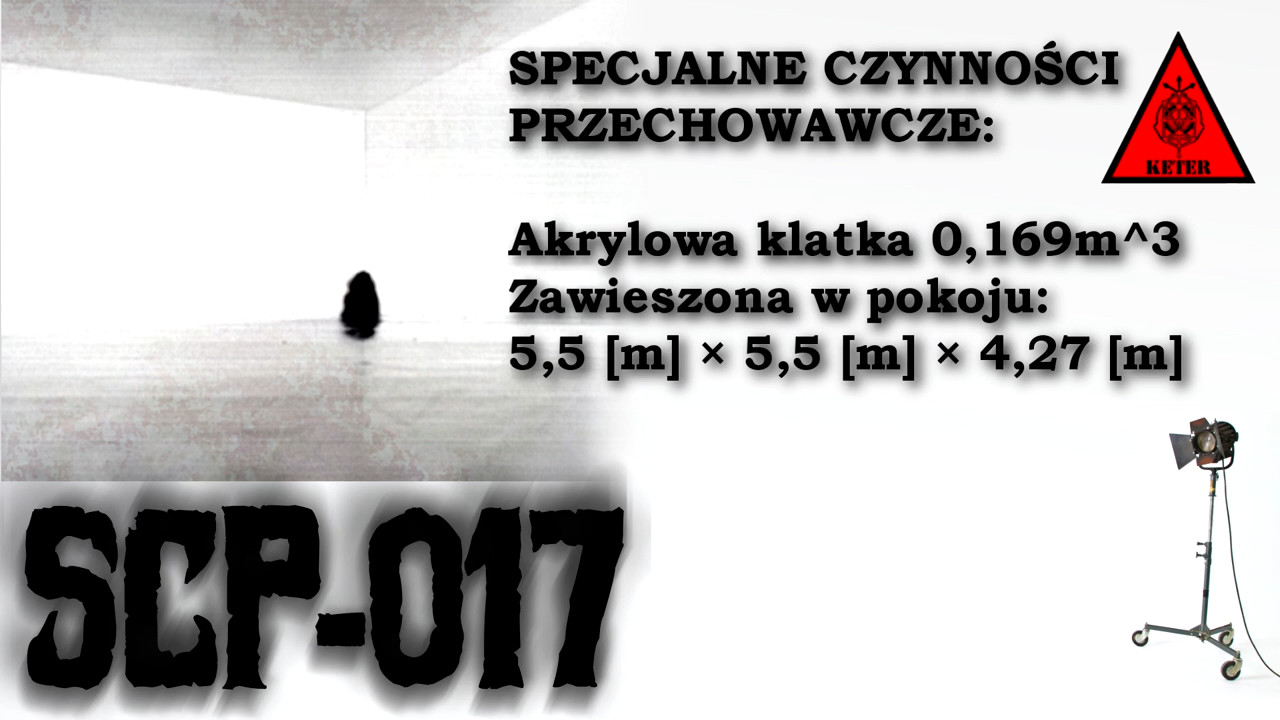 SPECJALNE CZYNNOŚCI
PRZECHOWAWCZE:
KETER
Akrylowa klatka 0,169m^3
Zawieszona w pokoju:
5,5 [m] × 5,5 [m] × 4,27 [m]
SCP-017